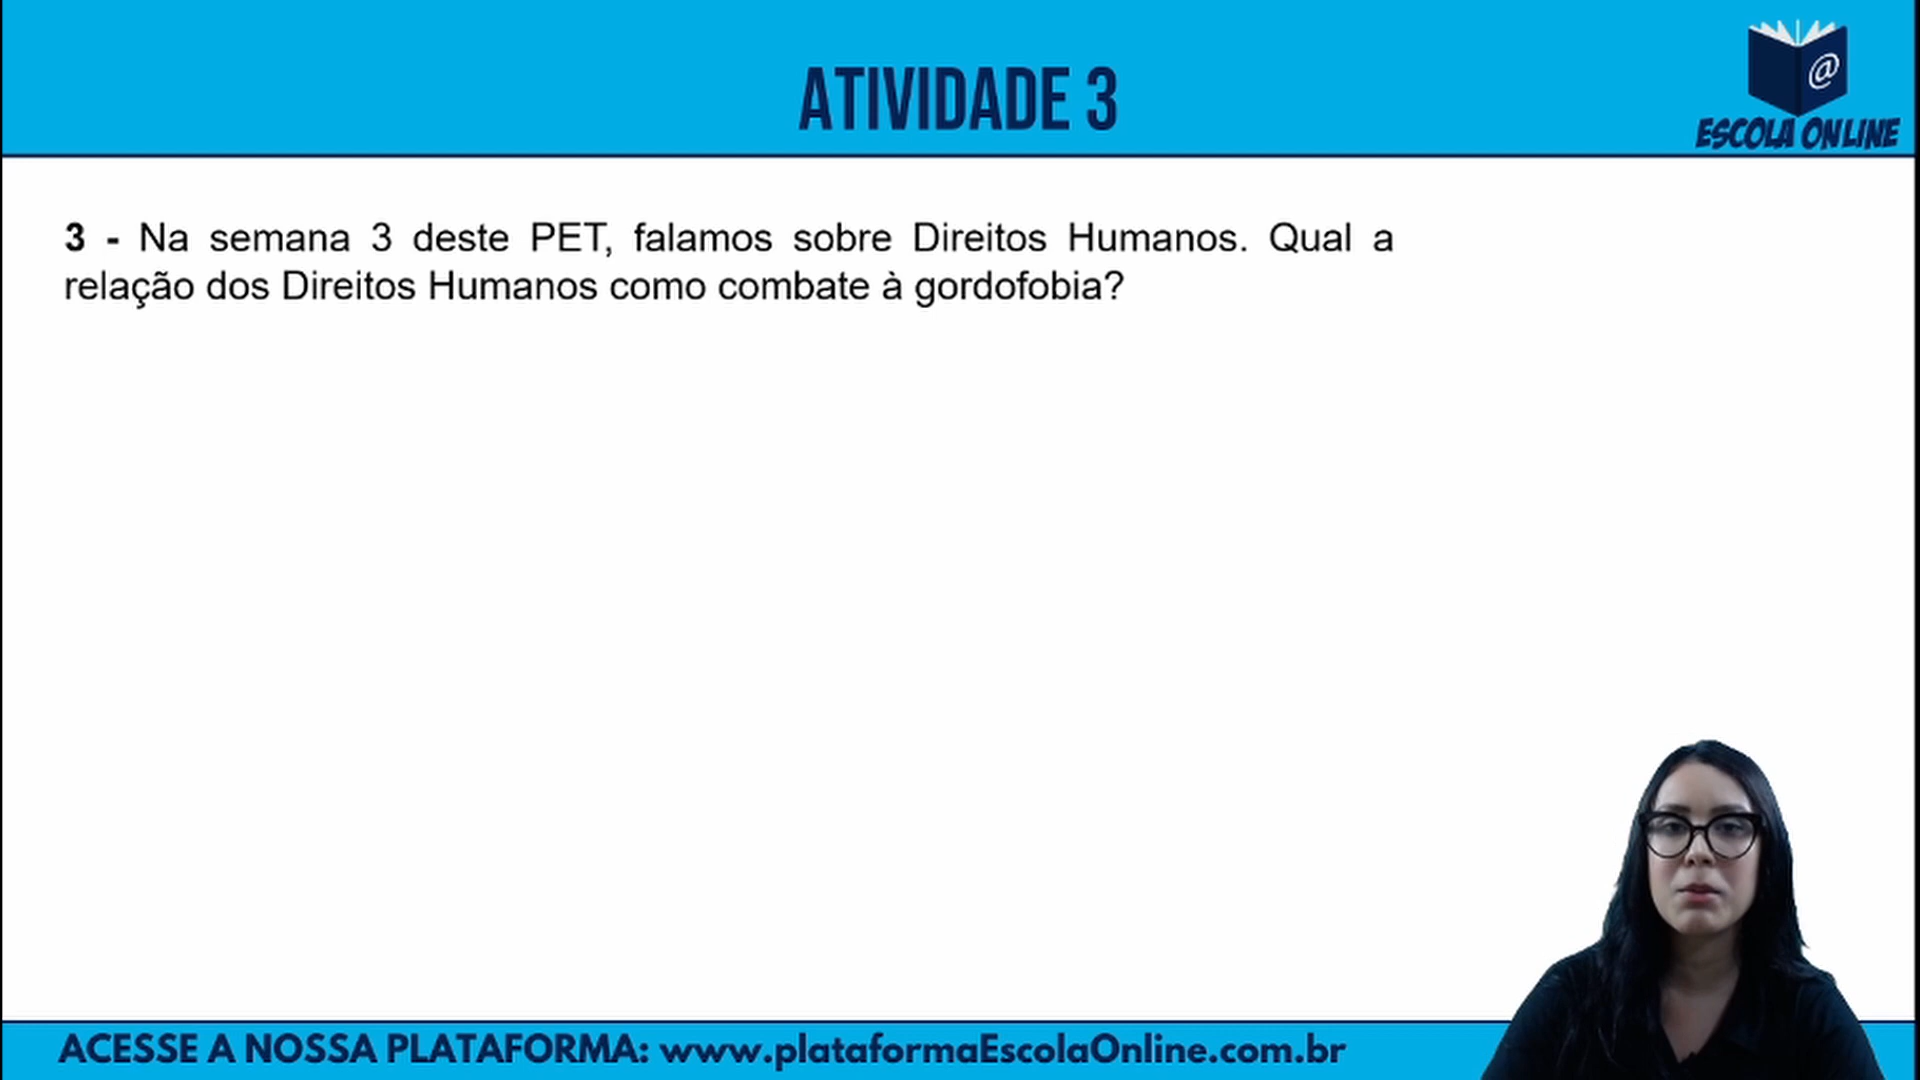 ATIVIDADE 3
@
ESCOLA ONLINE
3 - Na semana 3 deste PET, falamos sobre Direitos Humanos. Qual a
relação dos Direitos Humanos como combate à gordofobia?
ACESSE A NOSSA PLATAFORMA: www.plataformaEscolaOnline.com.br